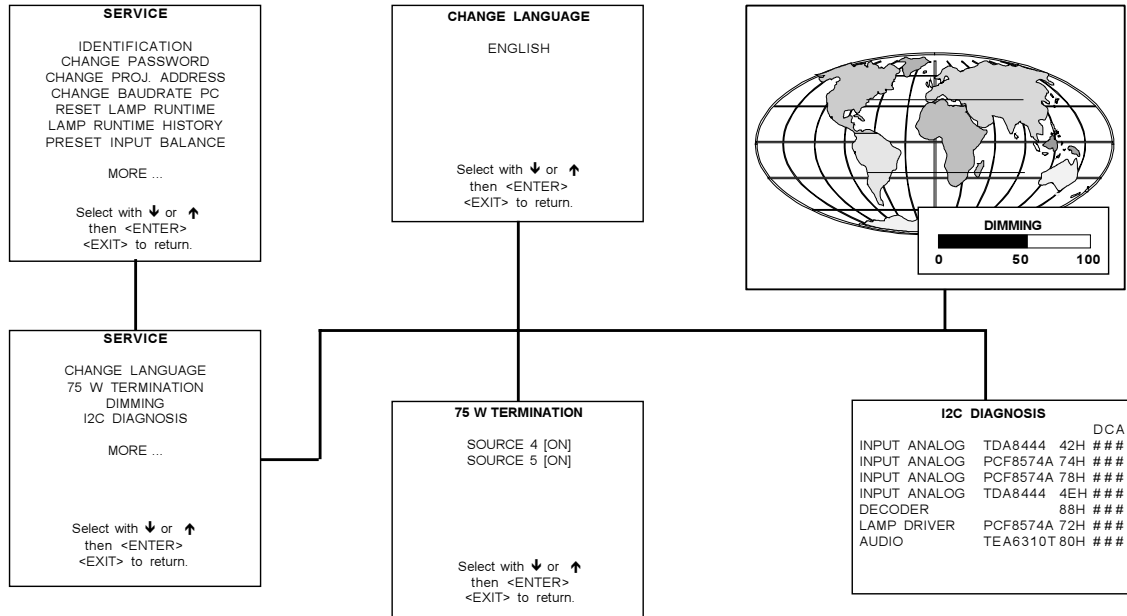 SERVICE
IDENTIFICATION
CHANGE PASSWORD
CHANGE PROJ. ADDRESS
CHANGE BAUDRATE PC
RESET LAMP RUNTIME
LAMP RUNTIME HISTORY
PRESET INPUT BALANCE
MORE ...
Select with ↓ or ↑
then <ENTER>
<EXIT> to return.
CHANGE LANGUAGE
ENGLISH
Select with ↓ or ↑
then <ENTER>
<EXIT> to return.
DIMMING
0 50 100
SERVICE
CHANGE LANGUAGE
75 W TERMINATION
DIMMING
I2C DIAGNOSIS
MORE ...
Select with ↓ or ↑
then <ENTER>
<EXIT> to return.
75 W TERMINATION
SOURCE 4 [ON]
SOURCE 5 [ON]
Select with ↓ or ↑
then <ENTER>
<EXIT> to return.
I2C DIAGNOSIS
DCA
INPUT ANALOG TDA8444 42H ###
INPUT ANALOG PCF8574A 74H ###
INPUT ANALOG PCF8574A 78H ###
INPUT ANALOG TDA8444 4EH ###
DECODER 88H ###
LAMP DRIVER PCF8574A 72H ###
AUDIO TEA6310T 80H ###